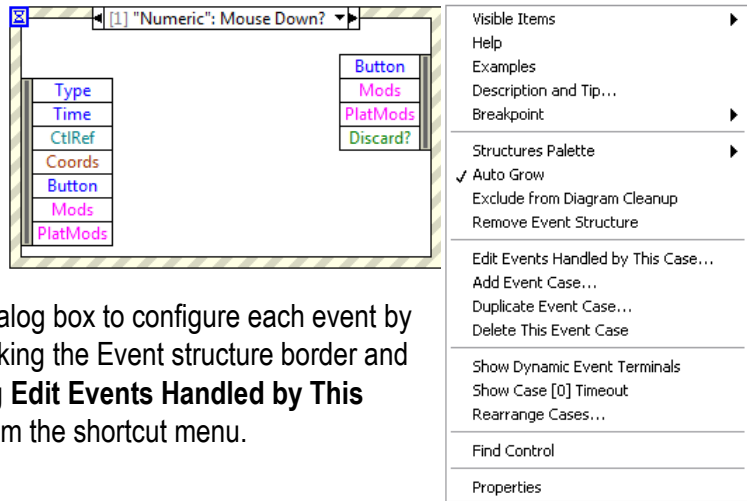 [1] "Numeric": Mouse Down?
Type
Time
CtlRef
Coords
Button
Mods
PlatMods
Button
Mods
PlatMods
Discard?
alog box to configure each event by
king the Event structure border and
Edit Events Handled by This
m the shortcut menu.
Visible Items
Help
Examples
Description and Tip...
Breakpoint
Structures Palette
Auto Grow
Exclude from Diagram Cleanup
Remove Event Structure
Edit Events Handled by This Case...
Add Event Case...
Duplicate Event Case...
Delete This Event Case
Show Dynamic Event Terminals
Show Case [0] Timeout
Rearrange Cases...
Find Control
Properties